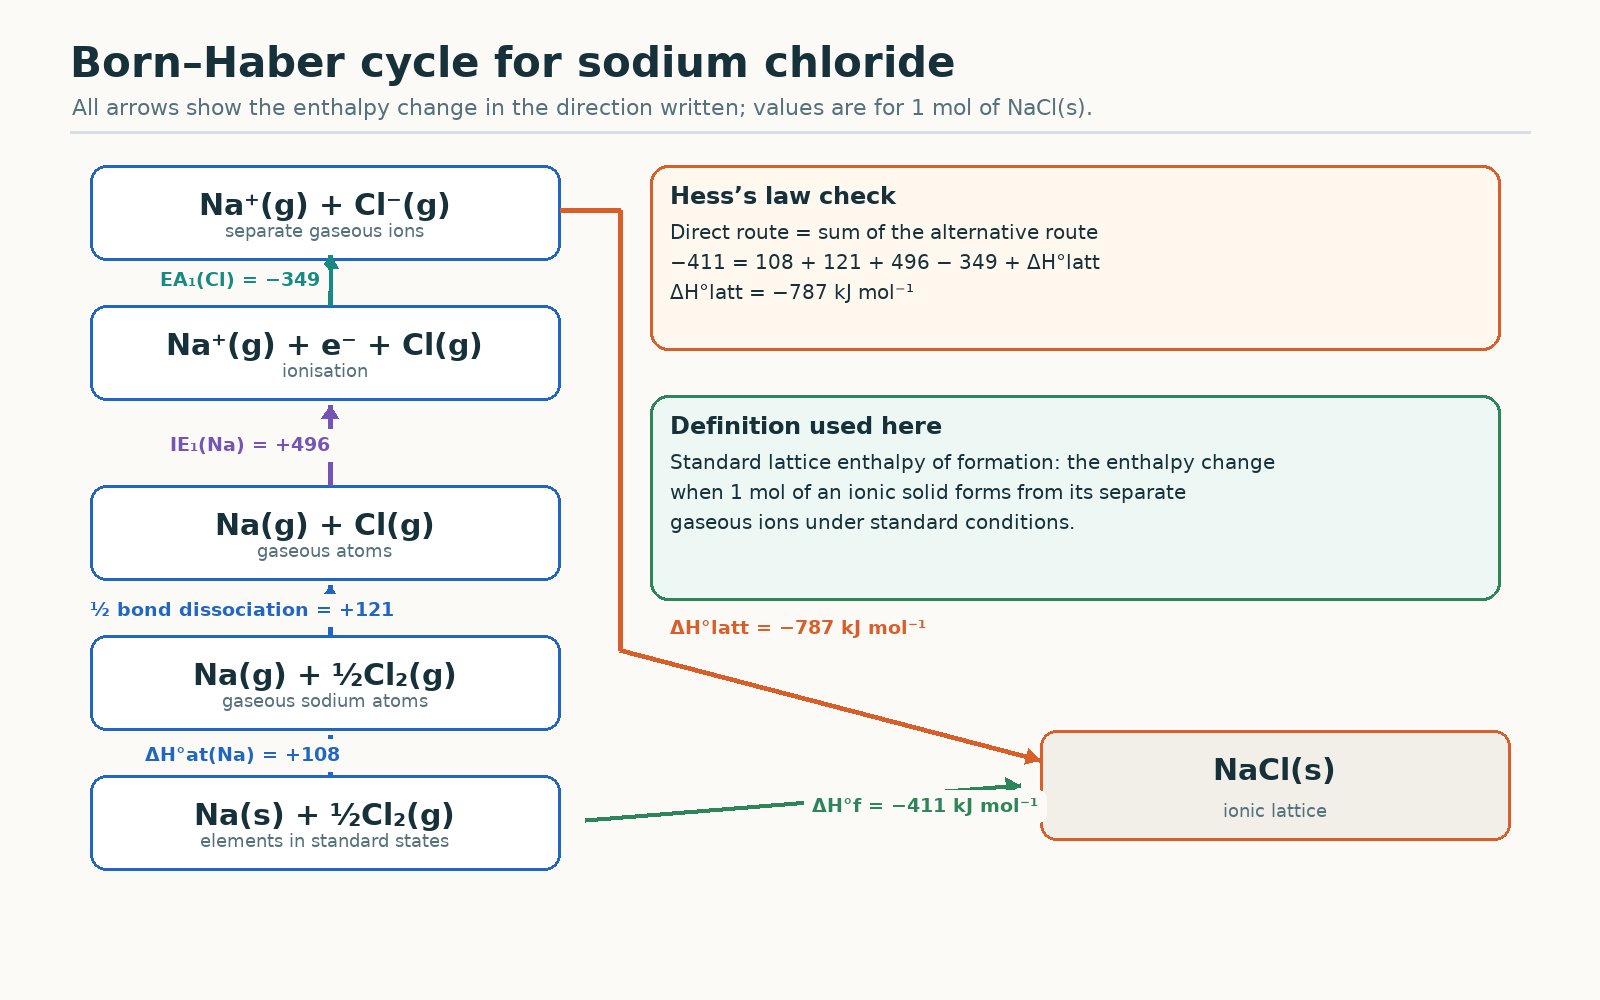 Born–Haber cycle for sodium chloride
All arrows show the enthalpy change in the direction written; values are for 1 mol of NaCl(s).
Na⁺(g) + Cl⁻(g)
separate gaseous ions
EA₁(Cl) = −349
Na⁺(g) + e⁻ + Cl(g)
ionisation
IE₁(Na) = +496
Na(g) + Cl(g)
gaseous atoms
½ bond dissociation = +121
Na(g) + ½Cl₂(g)
gaseous sodium atoms
ΔH°at(Na) = +108
Na(s) + ½Cl₂(g)
elements in standard states
Hess’s law check
Direct route = sum of the alternative route
−411 = 108 + 121 + 496 − 349 + ΔH°latt
ΔH°latt = −787 kJ mol⁻¹
Definition used here
Standard lattice enthalpy of formation: the enthalpy change
when 1 mol of an ionic solid forms from its separate
gaseous ions under standard conditions.
ΔH°latt = −787 kJ mol⁻¹
ΔH°f = −411 kJ mol⁻¹
NaCl(s)
ionic lattice